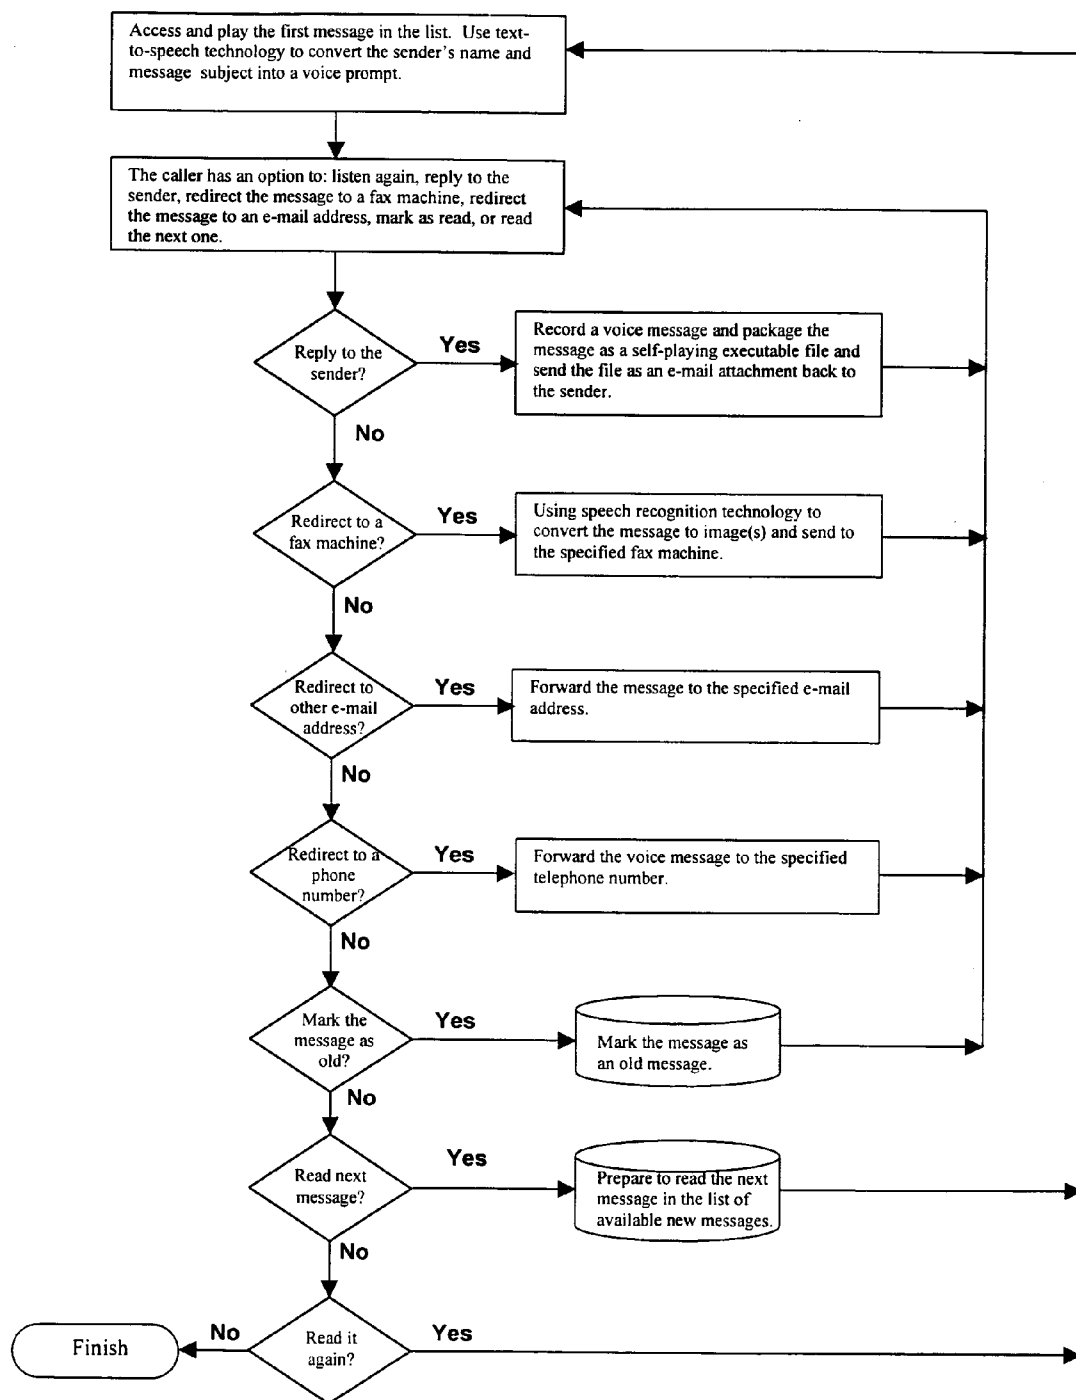 Access and play the first message in the list. Use text-
to-speech technology to convert the sender's name and
message subject into a voice prompt.
The caller has an option to: listen again, reply to the
sender, redirect the message to a fax machine, redirect
the message to an e-mail address, mark as read, or read
the next one.
Reply to the
sender?
Yes
Record a voice message and package the
message as a self-playing executable file and
send the file as an e-mail attachment back to
the sender.
No
Redirect to a
fax machine?
Yes
Using speech recognition technology to
convert the message to image(s) and send to
the specified fax machine.
No
Redirect to
other e-mail
address?
Yes
Forward the message to the specified e-mail
address.
No
Redirect to a
phone
number?
Yes
Forward the voice message to the specified
telephone number.
No
Mark the
message as
old?
Yes
Mark the message as
an old message.
No
Read next
message?
Yes
Prepare to read the next
message in the list of
available new messages.
No
Read it
again?
Yes
No
Finish